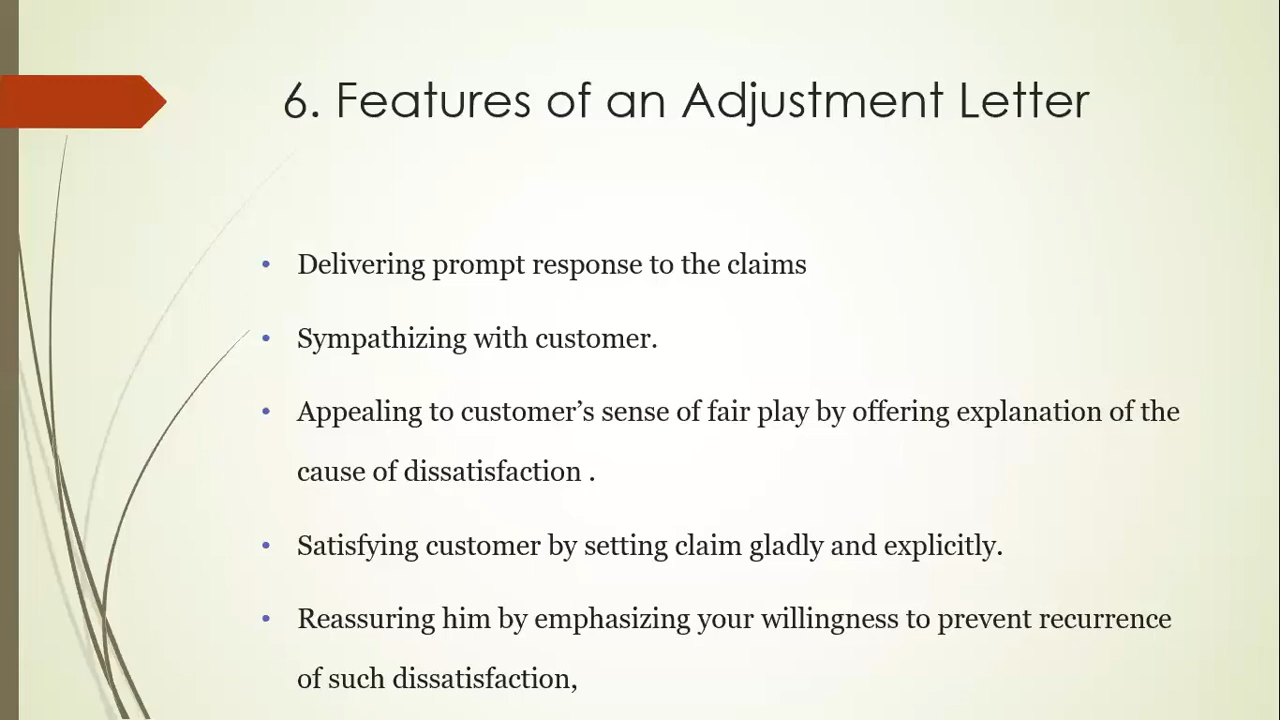 6. Features of an Adjustment Letter
• Delivering prompt response to the claims
• Sympathizing with customer.
• Appealing to customer’s sense of fair play by offering explanation of the
cause of dissatisfaction .
• Satisfying customer by setting claim gladly and explicitly.
• Reassuring him by emphasizing your willingness to prevent recurrence
of such dissatisfaction,